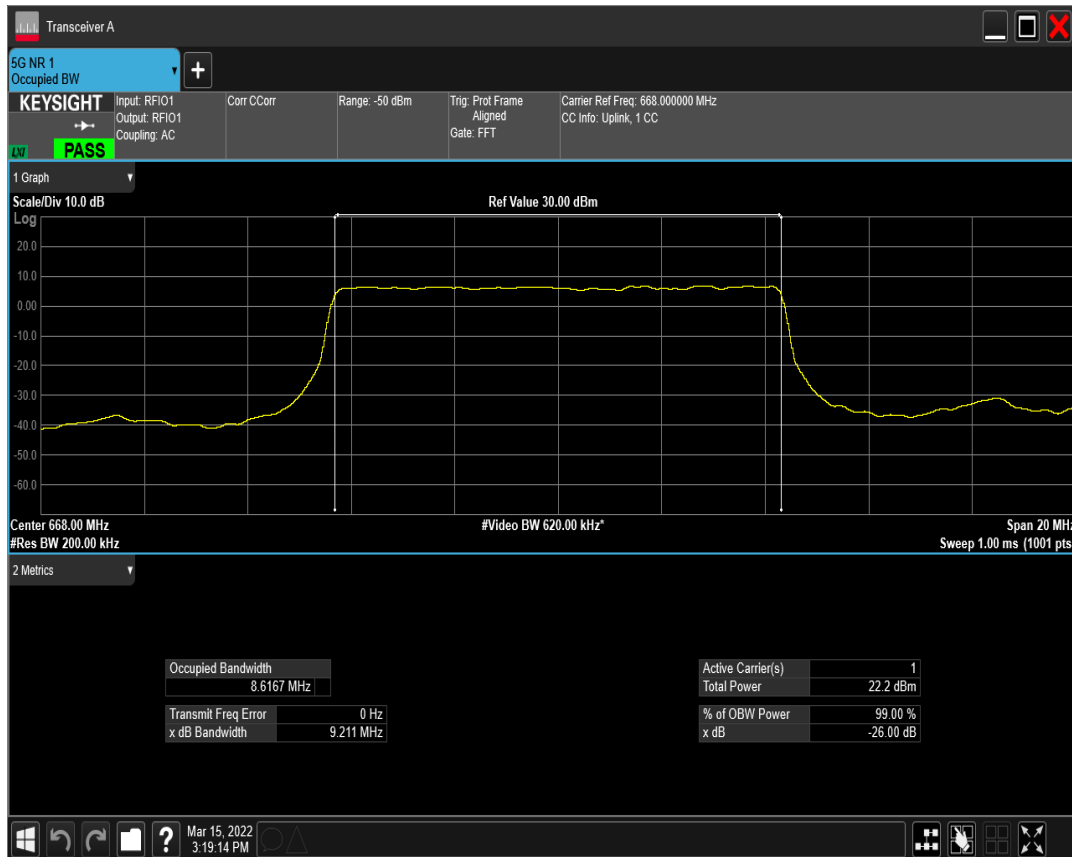 Transceiver A
5G NR 1
Occupied BW
+
KEYSIGHT
LXI
PASS
Input: RFIO1
Output: RFIO1
Coupling: AC
Corr CCorr
Range: -50 dBm
Trig: Prot Frame
Aligned
Gate: FFT
Carrier Ref Freq: 668.000000 MHz
CC Info: Uplink, 1 CC
1 Graph
Scale/Div 10.0 dB
Ref Value 30.00 dBm
Log
20.0
10.0
0.00
-10.0
-20.0
-30.0
-40.0
-50.0
-60.0
Center 668.00 MHz
#Video BW 620.00 kHz*
Span 20 MHz
#Res BW 200.00 kHz
Sweep 1.00 ms (1001 pts
2 Metrics
Occupied Bandwidth
8.6167 MHz
Transmit Freq Error 0 Hz
x dB Bandwidth 9.211 MHz
Active Carrier(s) 1
Total Power 22.2 dBm
% of OBW Power 99.00 %
x dB -26.00 dB
?
Mar 15, 2022
3:19:14 PM